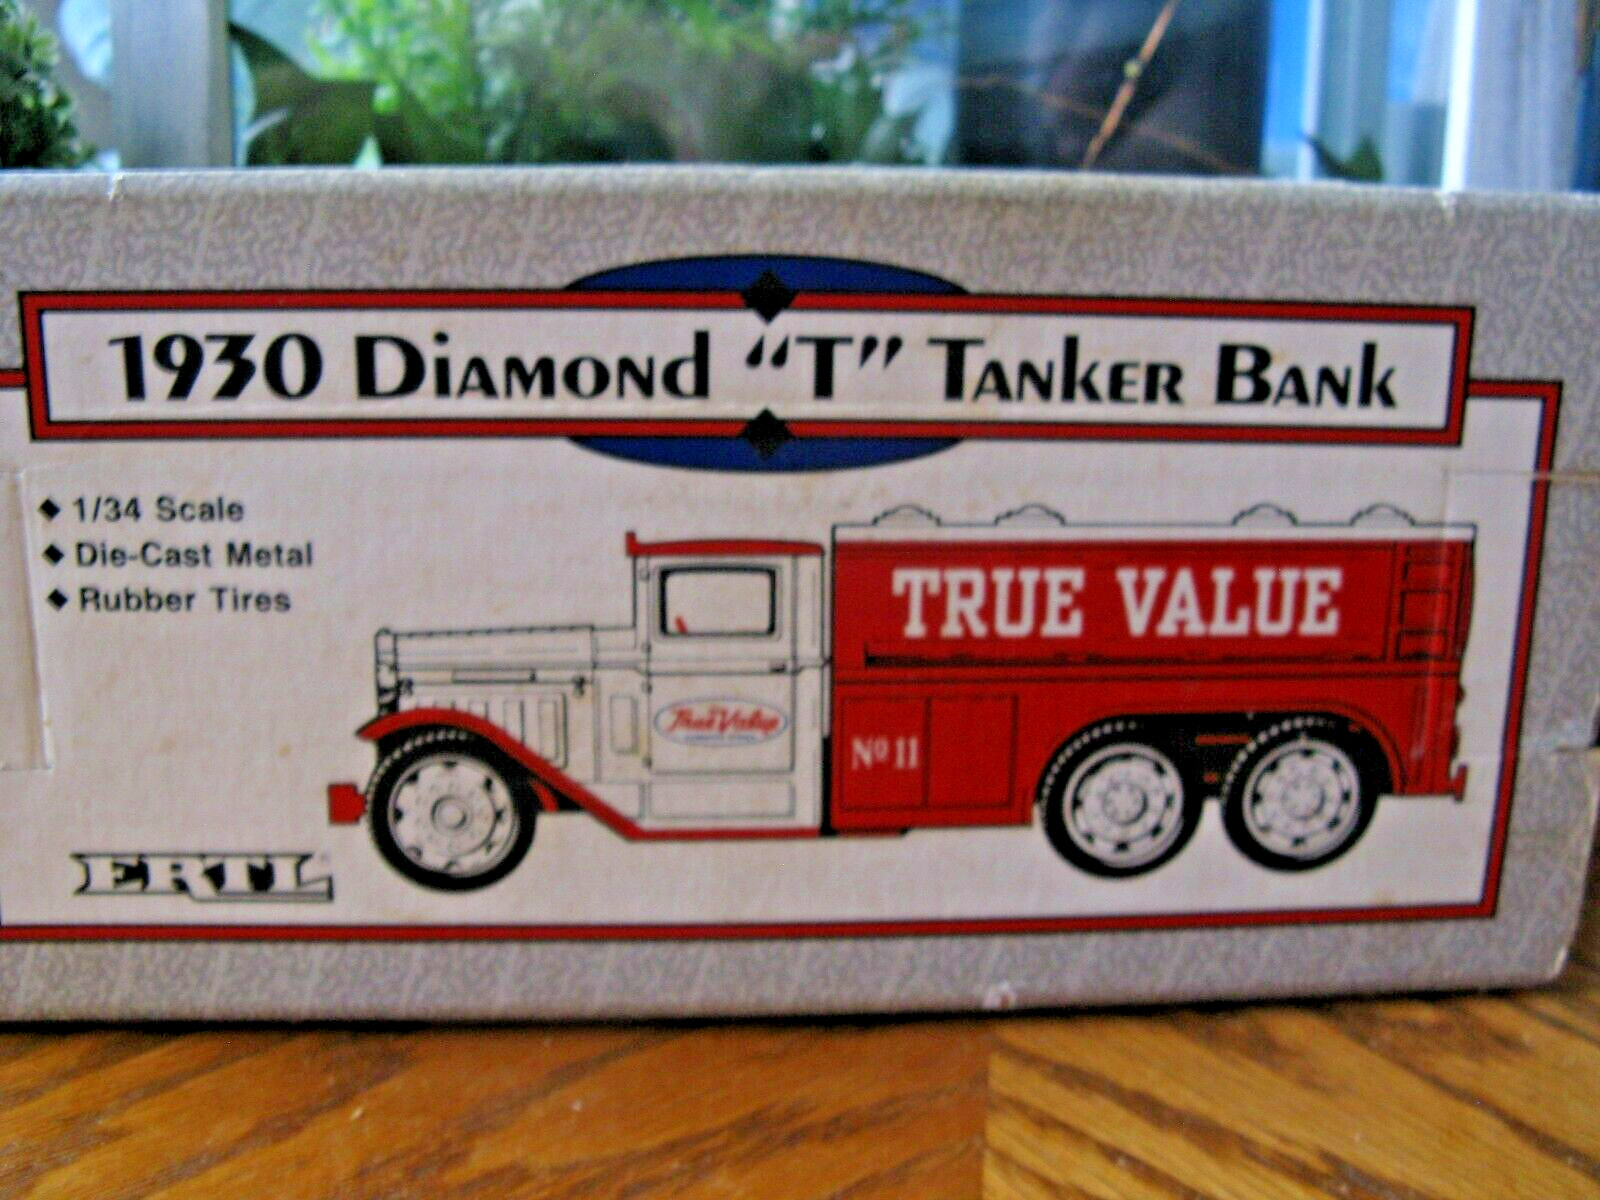 1930 Diamond "T" Tanker Bank
◆ 1/34 Scale
◆ Die-Cast Metal
◆ Rubber Tires
TRUE VALUE
True Value
Nº 11
ERTL